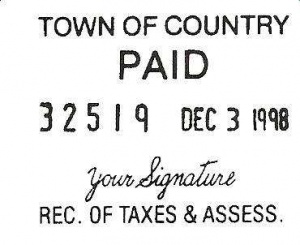 TOWN OF COUNTRY
PAID
32519 DEC 3 1998
your Signature
REC. OF TAXES & ASSESS.